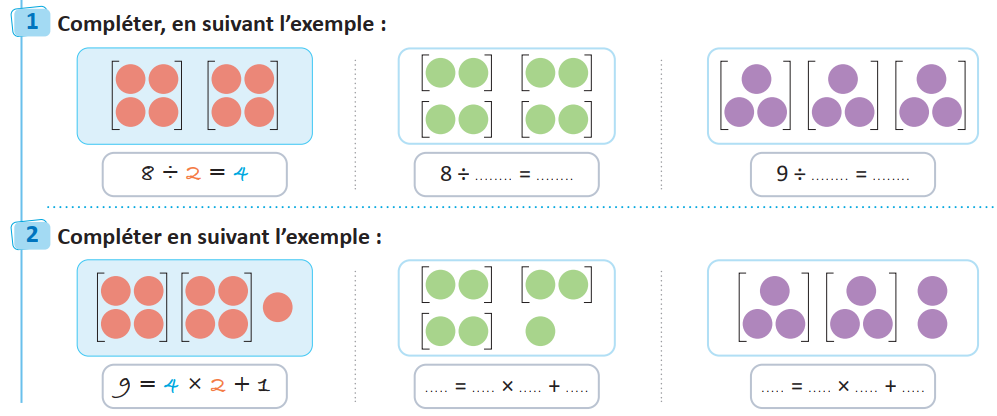 1 Compléter, en suivant l'exemple :
8 ÷ 2 = 4
8 ÷ ........ = ........
9 ÷ ........ = ........
2 Compléter en suivant l'exemple :
9 = 4 × 2 + 1
..... = ..... × ..... + .....
..... = ..... × ..... + .....